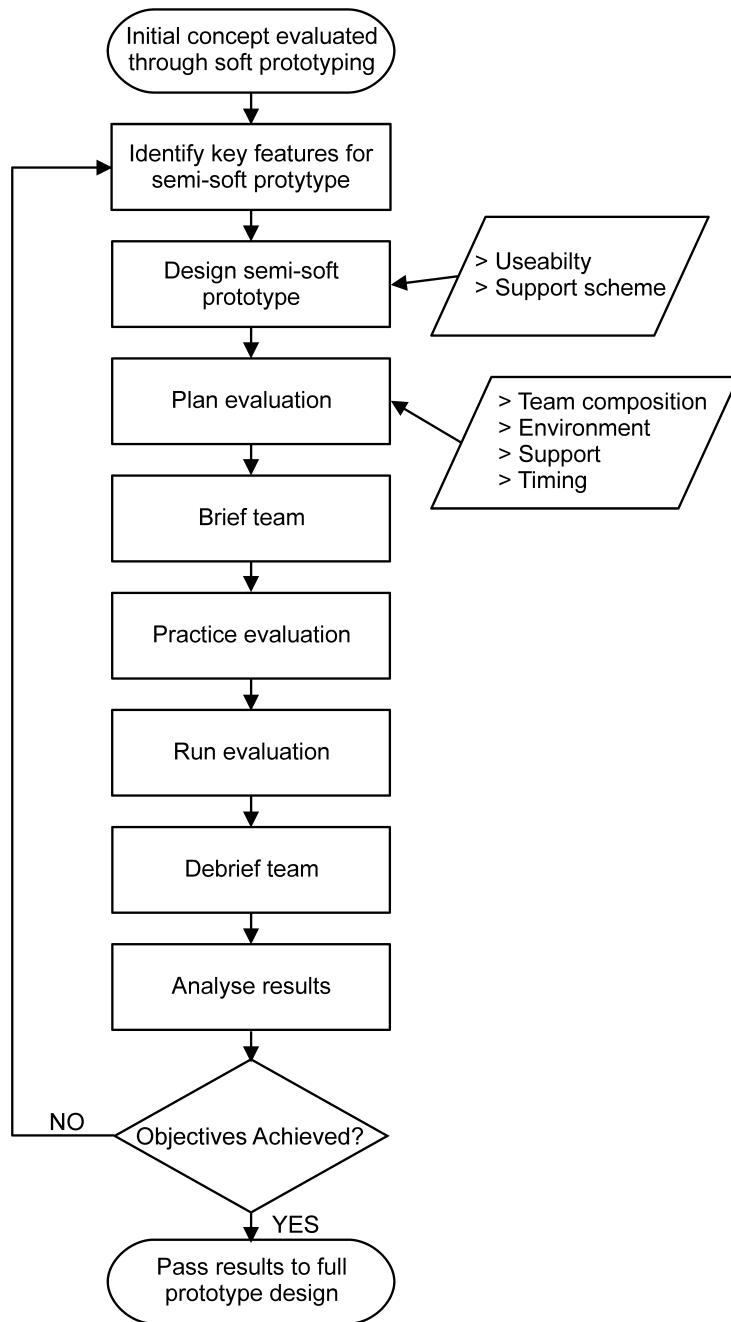 Initial concept evaluated
through soft prototyping
Identify key features for
semi-soft protytype
Design semi-soft
prototype
> Useabilty
> Support scheme
Plan evaluation
> Team composition
> Environment
> Support
> Timing
Brief team
Practice evaluation
Run evaluation
Debrief team
Analyse results
Objectives Achieved?
NO
YES
Pass results to full
prototype design